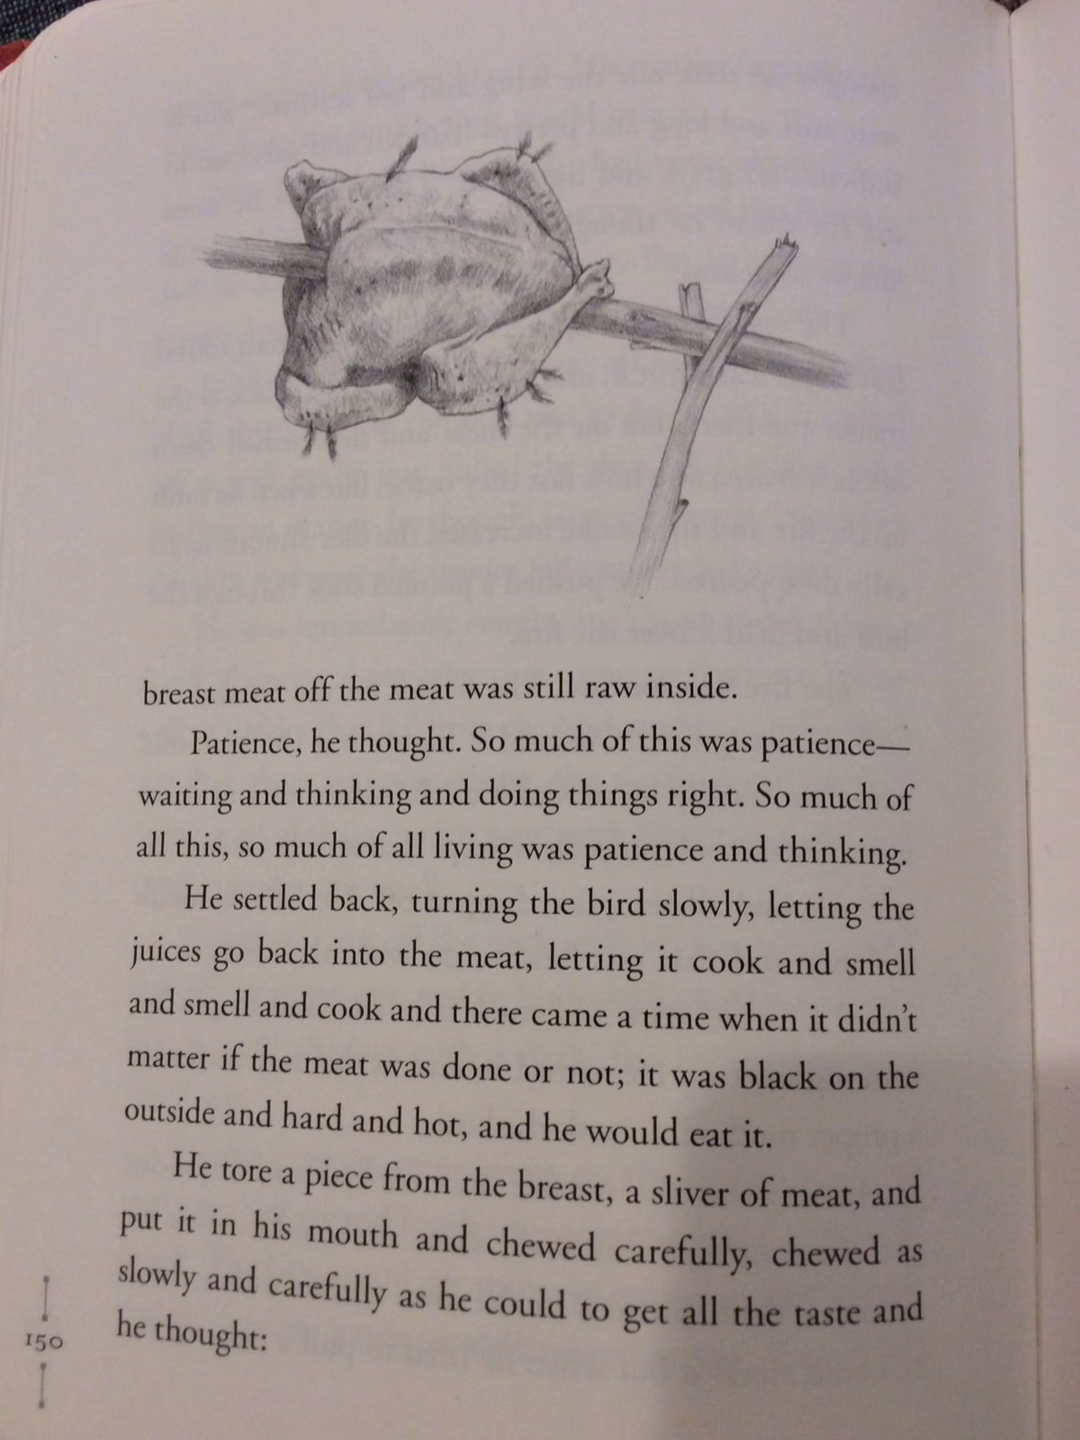 breast meat off the meat was still raw inside.
Patience, he thought. So much of this was patience—
waiting and thinking and doing things right. So much of
all this, so much of all living was patience and thinking.
He settled back, turning the bird slowly, letting the
juices go back into the meat, letting it cook and smell
and smell and cook and there came a time when it didn't
matter if the meat was done or not; it was black on the
outside and hard and hot, and he would eat it.
He tore a piece from the breast, a sliver of meat, and
put it in his mouth and chewed carefully, chewed as
slowly and carefully as he could to get all the taste and
he thought:
150